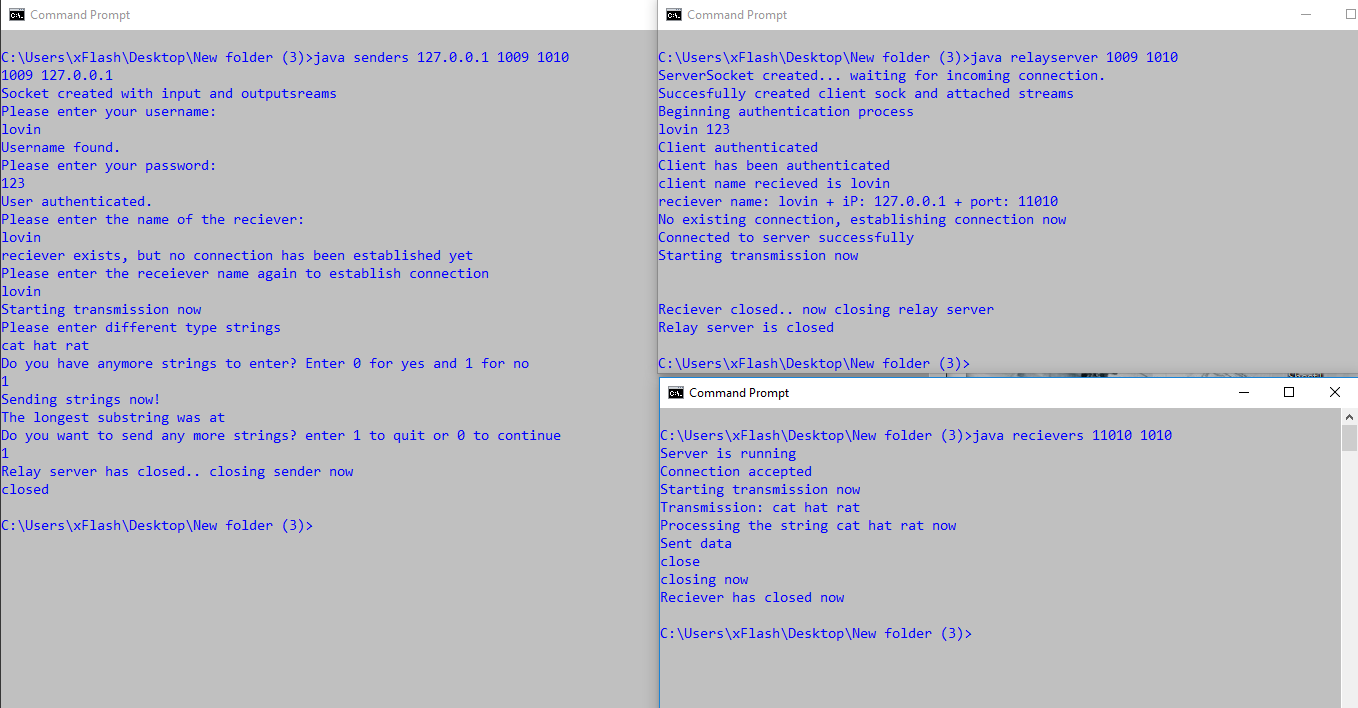 Command Prompt
C:\Users\xFlash\Desktop\New folder (3)>java senders 127.0.0.1 1009 1010
1009 127.0.0.1
Socket created with input and outputsreams
Please enter your username:
lovin
Username found.
Please enter your password:
123
User authenticated.
Please enter the name of the reciever:
lovin
reciever exists, but no connection has been established yet
Please enter the receiever name again to establish connection
lovin
Starting transmission now
Please enter different type strings
cat hat rat
Do you have anymore strings to enter? Enter 0 for yes and 1 for no
1
Sending strings now!
The longest substring was at
Do you want to send any more strings? enter 1 to quit or 0 to continue
1
Relay server has closed.. closing sender now
closed
C:\Users\xFlash\Desktop\New folder (3)>
Command Prompt
C:\Users\xFlash\Desktop\New folder (3)>java relayserver 1009 1010
ServerSocket created... waiting for incoming connection.
Succesfully created client sock and attached streams
Beginning authentication process
lovin 123
Client authenticated
Client has been authenticated
client name recieved is lovin
reciever name: lovin + iP: 127.0.0.1 + port: 11010
No existing connection, establishing connection now
Connected to server successfully
Starting transmission now
Reciever closed.. now closing relay server
Relay server is closed
C:\Users\xFlash\Desktop\New folder (3)>
Command Prompt
C:\Users\xFlash\Desktop\New folder (3)>java recievers 11010 1010
Server is running
Connection accepted
Starting transmission now
Transmission: cat hat rat
Processing the string cat hat rat now
Sent data
close
closing now
Reciever has closed now
C:\Users\xFlash\Desktop\New folder (3)>